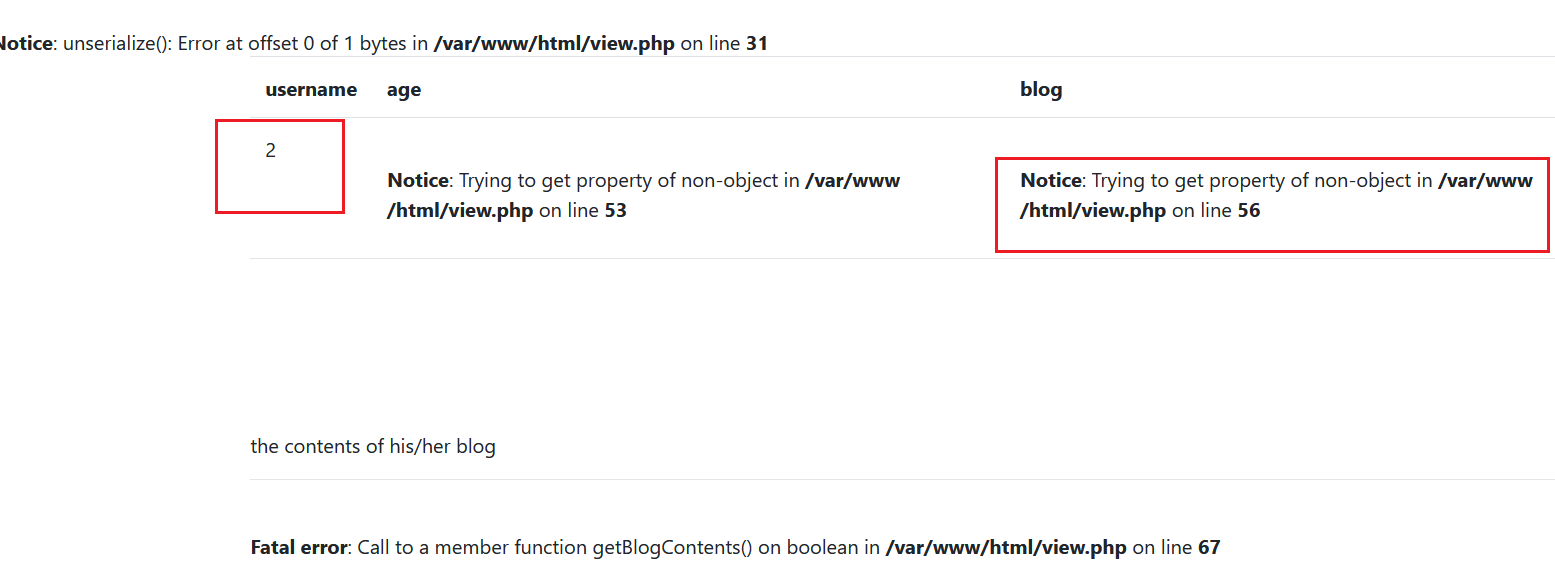 Notice: unserialize(): Error at offset 0 of 1 bytes in /var/www/html/view.php on line 31
username age blog
2
Notice: Trying to get property of non-object in /var/www
/html/view.php on line 53
Notice: Trying to get property of non-object in /var/www
/html/view.php on line 56
the contents of his/her blog
Fatal error: Call to a member function getBlogContents() on boolean in /var/www/html/view.php on line 67